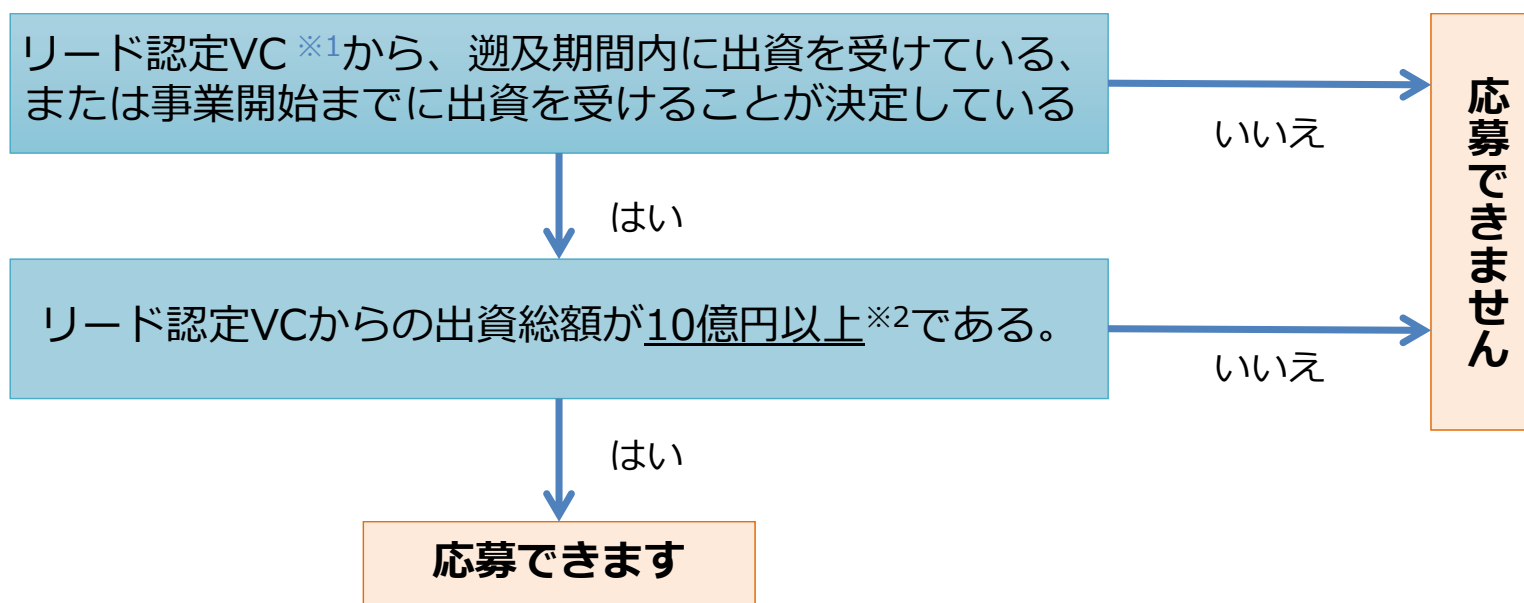 リード認定VC ※1から、遡及期間内に出資を受けている、
または事業開始までに出資を受けることが決定している
いいえ
はい
リード認定VCからの出資総額が10億円以上※2である。
いいえ
はい
応募できます
応募できません